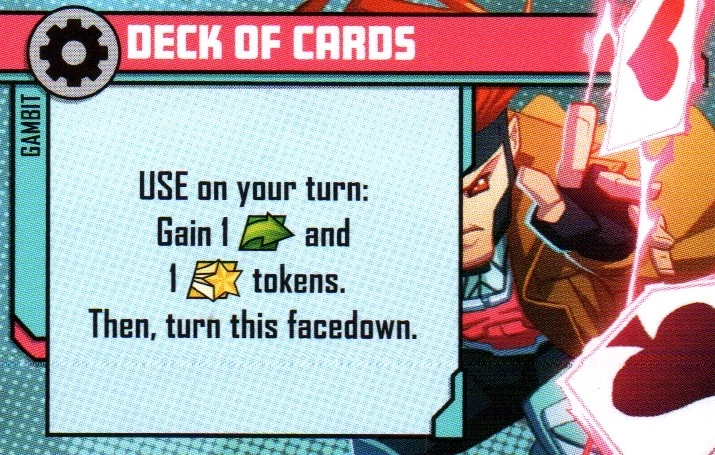 DECK OF CARDS
GAMBIT
USE on your turn:
Gain 1 and
1 tokens.
Then, turn this facedown.